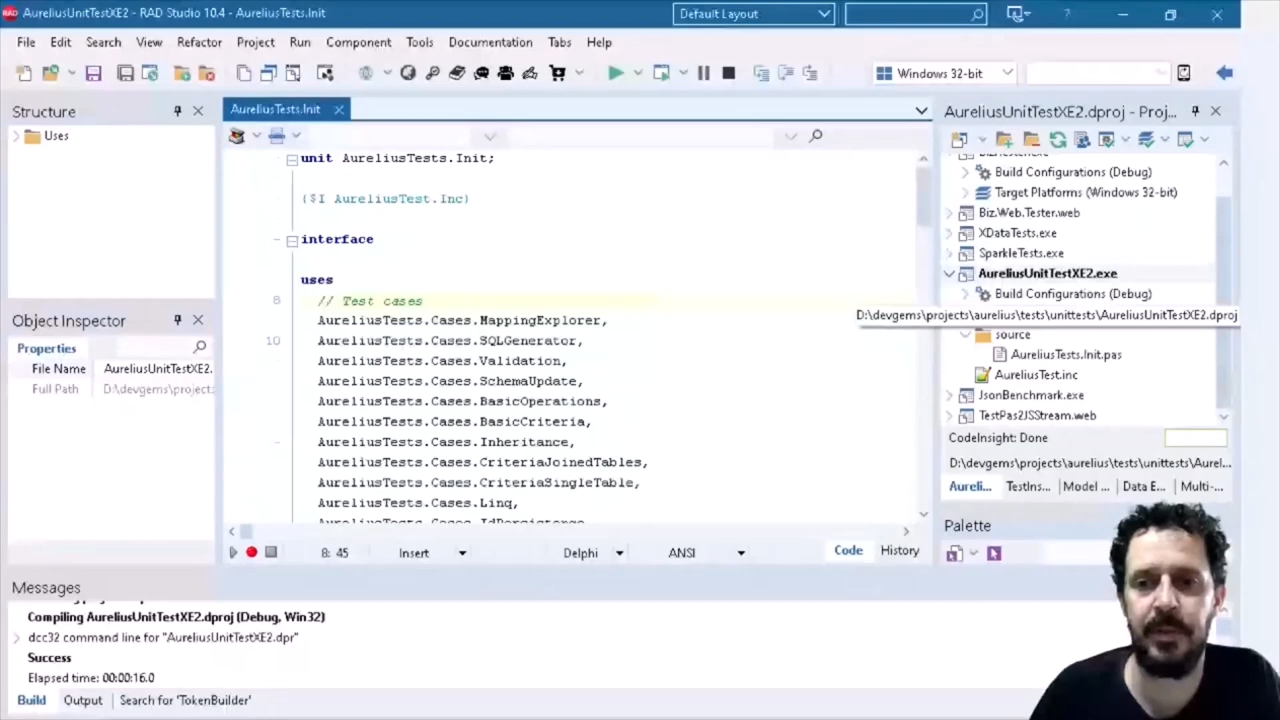 RAD AureliusUnitTestXE2 - RAD Studio 10.4 - AureliusTests.Init
Default Layout
?
File Edit Search View Refactor Project Run Component Tools Documentation Tabs Help
Windows 32-bit
Structure
Uses
Object Inspector
Properties
File Name AureliusUnitTestXE2.
Full Path D:\devgems\project:
AureliusTests.Init
unit AureliusTests.Init;
{$I AureliusTest.Inc}
interface
uses
8 // Test cases
AureliusTests.Cases.MappingExplorer,
10 AureliusTests.Cases.SQLGenerator,
AureliusTests.Cases.Validation,
AureliusTests.Cases.SchemaUpdate,
AureliusTests.Cases.BasicOperations,
AureliusTests.Cases.BasicCriteria,
AureliusTests.Cases.Inheritance,
AureliusTests.Cases.CriteriaJoinedTables,
AureliusTests.Cases.CriteriaSingleTable,
AureliusTests.Cases.Linq,
AureliusTests.Cases.IdPersistence
8: 45 Insert Delphi ANSI Code History
AureliusUnitTestXE2.dproj - Proj...
Build Configurations (Debug)
Target Platforms (Windows 32-bit)
Biz.Web.Tester.web
XDataTests.exe
SparkleTests.exe
AureliusUnitTestXE2.exe
Build Configurations (Debug)
D:\devgems\projects\aurelius\tests\unittests\AureliusUnitTestXE2.dproj
source
AureliusTests.Init.pas
AureliusTest.inc
JsonBenchmark.exe
TestPas2JSStream.web
CodeInsight: Done
D:\devgems\projects\aurelius\tests\unittests\Aurel...
Aureli... TestIns... Model ... Data E... Multi-...
Palette
Messages
Compiling AureliusUnitTestXE2.dproj (Debug, Win32)
dcc32 command line for "AureliusUnitTestXE2.dpr"
Success
Elapsed time: 00:00:16.0
Build Output Search for 'TokenBuilder'